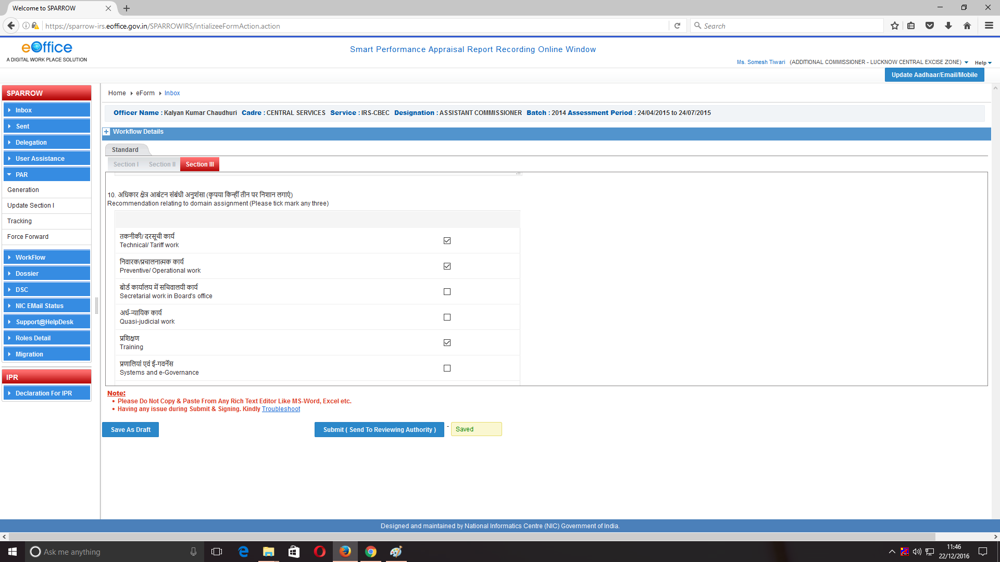 Welcome to SPARROW
https://sparrow-irs.eoffice.gov.in/SPARROWIRS/intializeeFormAction.action
Search
eOffice
A DIGITAL WORK PLACE SOLUTION
Smart Performance Appraisal Report Recording Online Window
Ms. Somesh Tiwari (ADDITIONAL COMMISSIONER - LUCKNOW CENTRAL EXCISE ZONE) Help
Update Aadhaar/Email/Mobile
SPARROW
Inbox
Sent
Delegation
User Assistance
PAR
Generation
Update Section I
Tracking
Force Forward
WorkFlow
Dossier
DSC
NIC EMail Status
Support@HelpDesk
Roles Detail
Migration
IPR
Declaration For IPR
Home eForm Inbox
Officer Name : Kalyan Kumar Chaudhuri Cadre : CENTRAL SERVICES Service : IRS-CBEC Designation : ASSISTANT COMMISSIONER Batch : 2014 Assessment Period : 24/04/2015 to 24/07/2015
Workflow Details
Standard
Section I Section II Section III
10. अधिकार क्षेत्र आबंटन संबंधी अनुशंसा (कृपया किन्हीं तीन पर निशान लगाएं)
Recommendation relating to domain assignment (Please tick mark any three)
तकनीकी/ दरसूची कार्य
Technical/ Tariff work
निवारक/प्रचालनात्मक कार्य
Preventive/ Operational work
बोर्ड कार्यालय में सचिवालयी कार्य
Secretarial work in Board's office
अर्ध-न्यायिक कार्य
Quasi-judicial work
प्रशिक्षण
Training
प्रणालियां एवं ई-गवर्नेंस
Systems and e-Governance
Note:
• Please Do Not Copy & Paste From Any Rich Text Editor Like MS-Word, Excel etc.
• Having any issue during Submit & Signing. Kindly Troubleshoot
Save As Draft
Submit ( Send To Reviewing Authority ) - Saved
Designed and maintained by National Informatics Centre (NIC) Government of India.
Ask me anything
11:46
22/12/2016